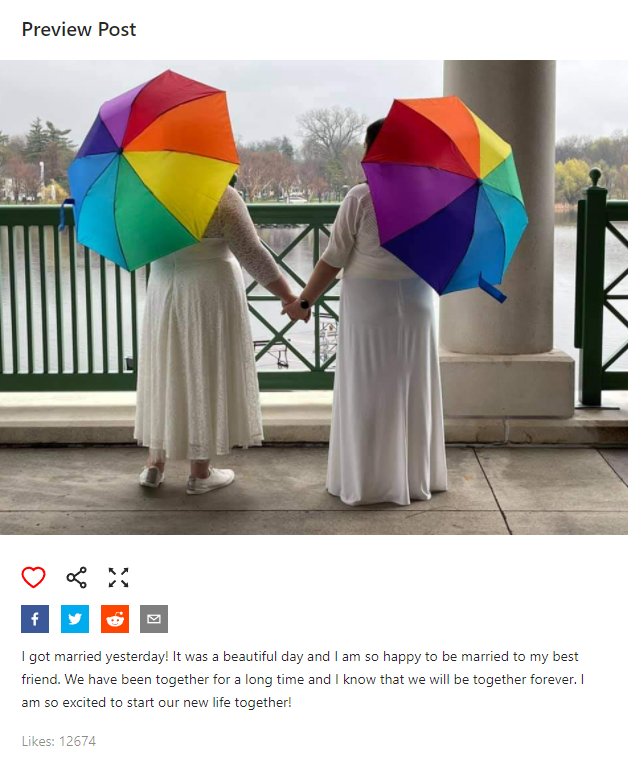 Preview Post
I got married yesterday! It was a beautiful day and I am so happy to be married to my best
friend. We have been together for a long time and I know that we will be together forever. I
am so excited to start our new life together!
Likes: 12674